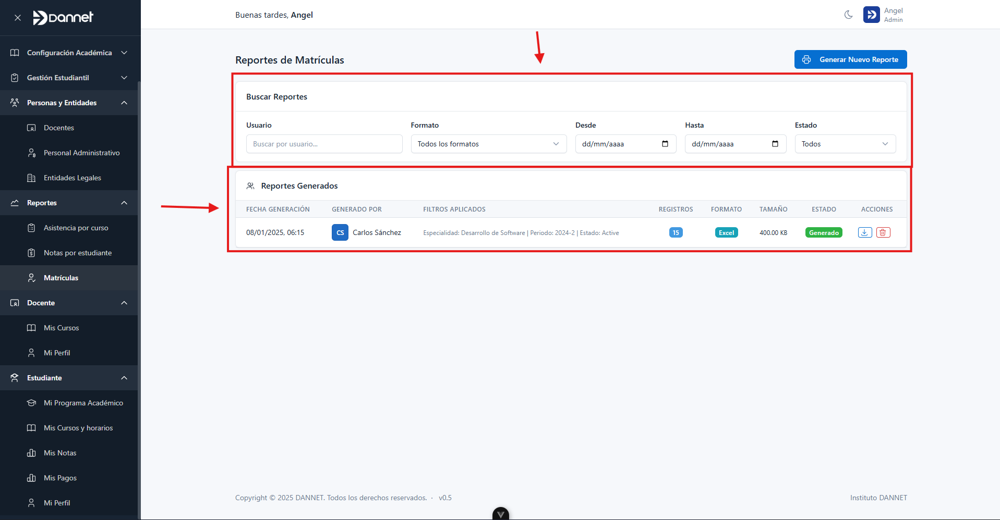 Dannet
Configuración Académica
Gestión Estudiantil
Personas y Entidades
Docentes
Personal Administrativo
Entidades Legales
Reportes
Asistencia por curso
Notas por estudiante
Matrículas
Docente
Mis Cursos
Mi Perfil
Estudiante
Mi Programa Académico
Mis Cursos y horarios
Mis Notas
Mis Pagos
Mi Perfil
Buenas tardes, Angel
Angel
Admin
Reportes de Matrículas
Generar Nuevo Reporte
Buscar Reportes
Usuario Formato Desde Hasta Estado
Buscar por usuario... Todos los formatos dd/mm/aaaa dd/mm/aaaa Todos
Reportes Generados
FECHA GENERACIÓN GENERADO POR FILTROS APLICADOS REGISTROS FORMATO TAMAÑO ESTADO ACCIONES
08/01/2025, 06:15 CS Carlos Sánchez Especialidad: Desarrollo de Software | Periodo: 2024-2 | Estado: Active 15 Excel 400.00 KB Generado
Copyright © 2025 DANNET. Todos los derechos reservados. · v0.5
Instituto DANNET